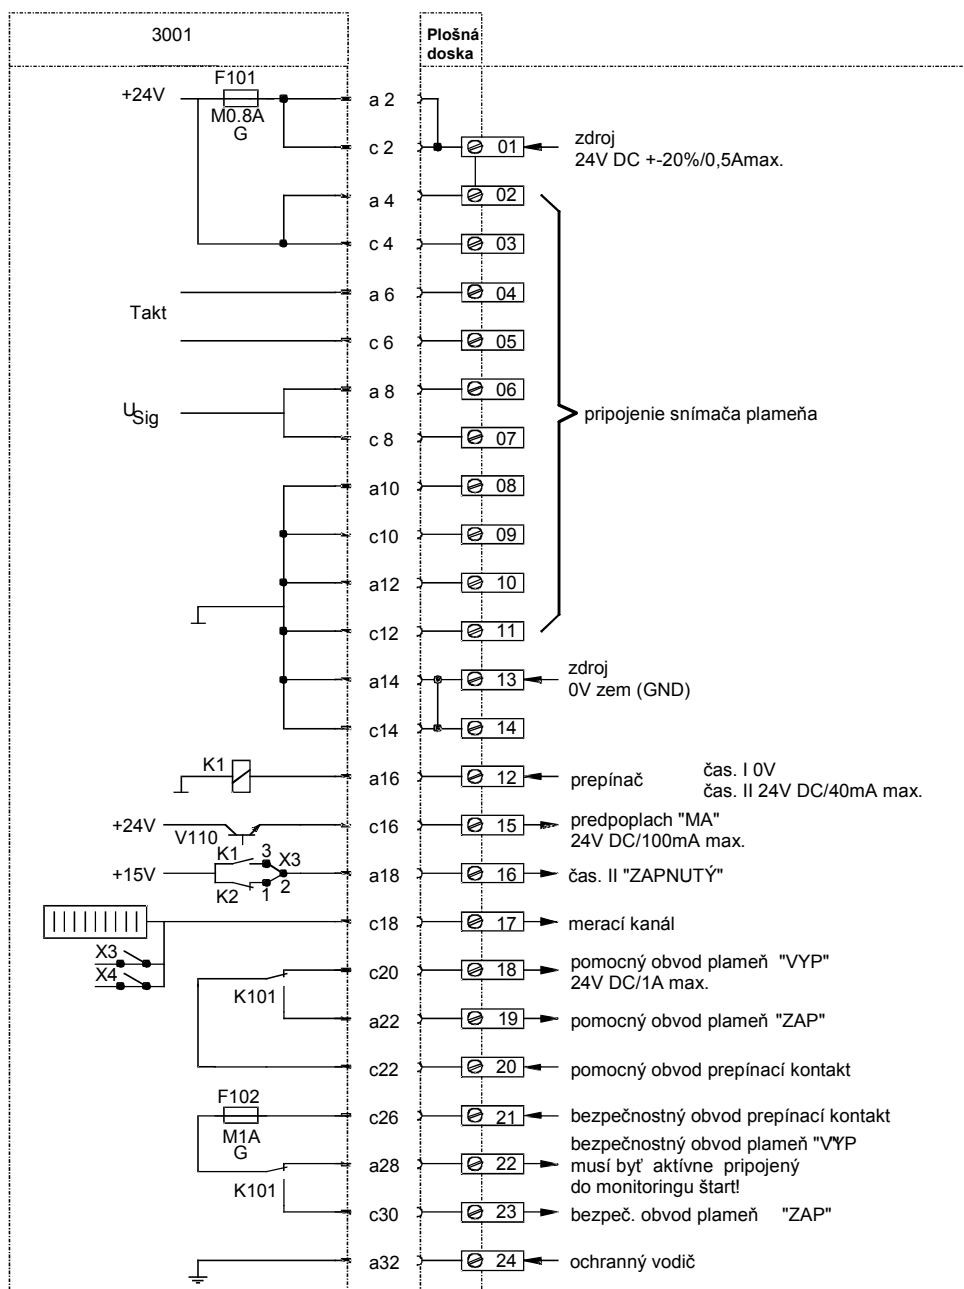 3001
Plošná
doska
F101
+24V
M0.8A
G
a 2
c 2
01
zdroj
24V DC +-20%/0,5Amax.
a 4
02
c 4
03
a 6
04
Takt
c 6
05
a 8
06
USig
pripojenie snímača plameňa
c 8
07
a10
08
c10
09
a12
10
c12
11
a14
13
zdroj
0V zem (GND)
c14
14
K1
a16
12
prepínač
čas. I 0V
čas. II 24V DC/40mA max.
+24V
V110
c16
15
predpoplach "MA"
24V DC/100mA max.
K1
3
X3
+15V
K2
1
2
a18
16
čas. II "ZAPNUTÝ"
c18
17
merací kanál
X3
X4
K101
c20
18
pomocný obvod plameň "VYP"
24V DC/1A max.
a22
19
pomocný obvod plameň "ZAP"
c22
20
pomocný obvod prepínací kontakt
F102
M1A
G
c26
21
bezpečnostný obvod prepínací kontakt
K101
a28
22
bezpečnostný obvod plameň "VYP"
musí byť aktívne pripojený
do monitoringu štart!
c30
23
bezpeč. obvod plameň "ZAP"
a32
24
ochranný vodič